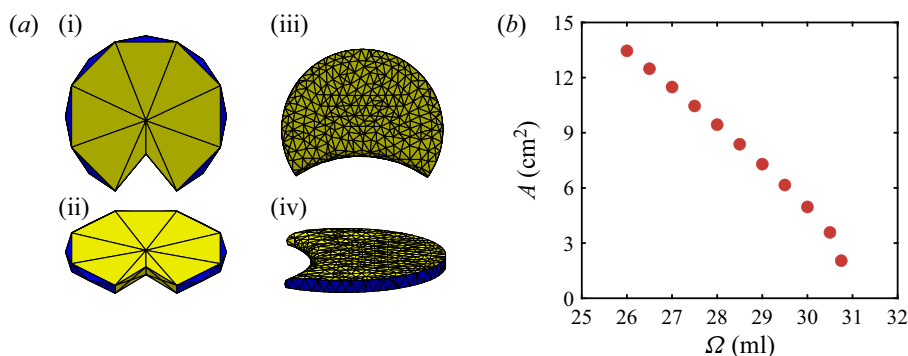 (a) (i)
(iii)
(ii)
(iv)
(b)
15
12
9
6
3
0
A (cm²)
25 26 27 28 29 30 31 32
Ω (ml)